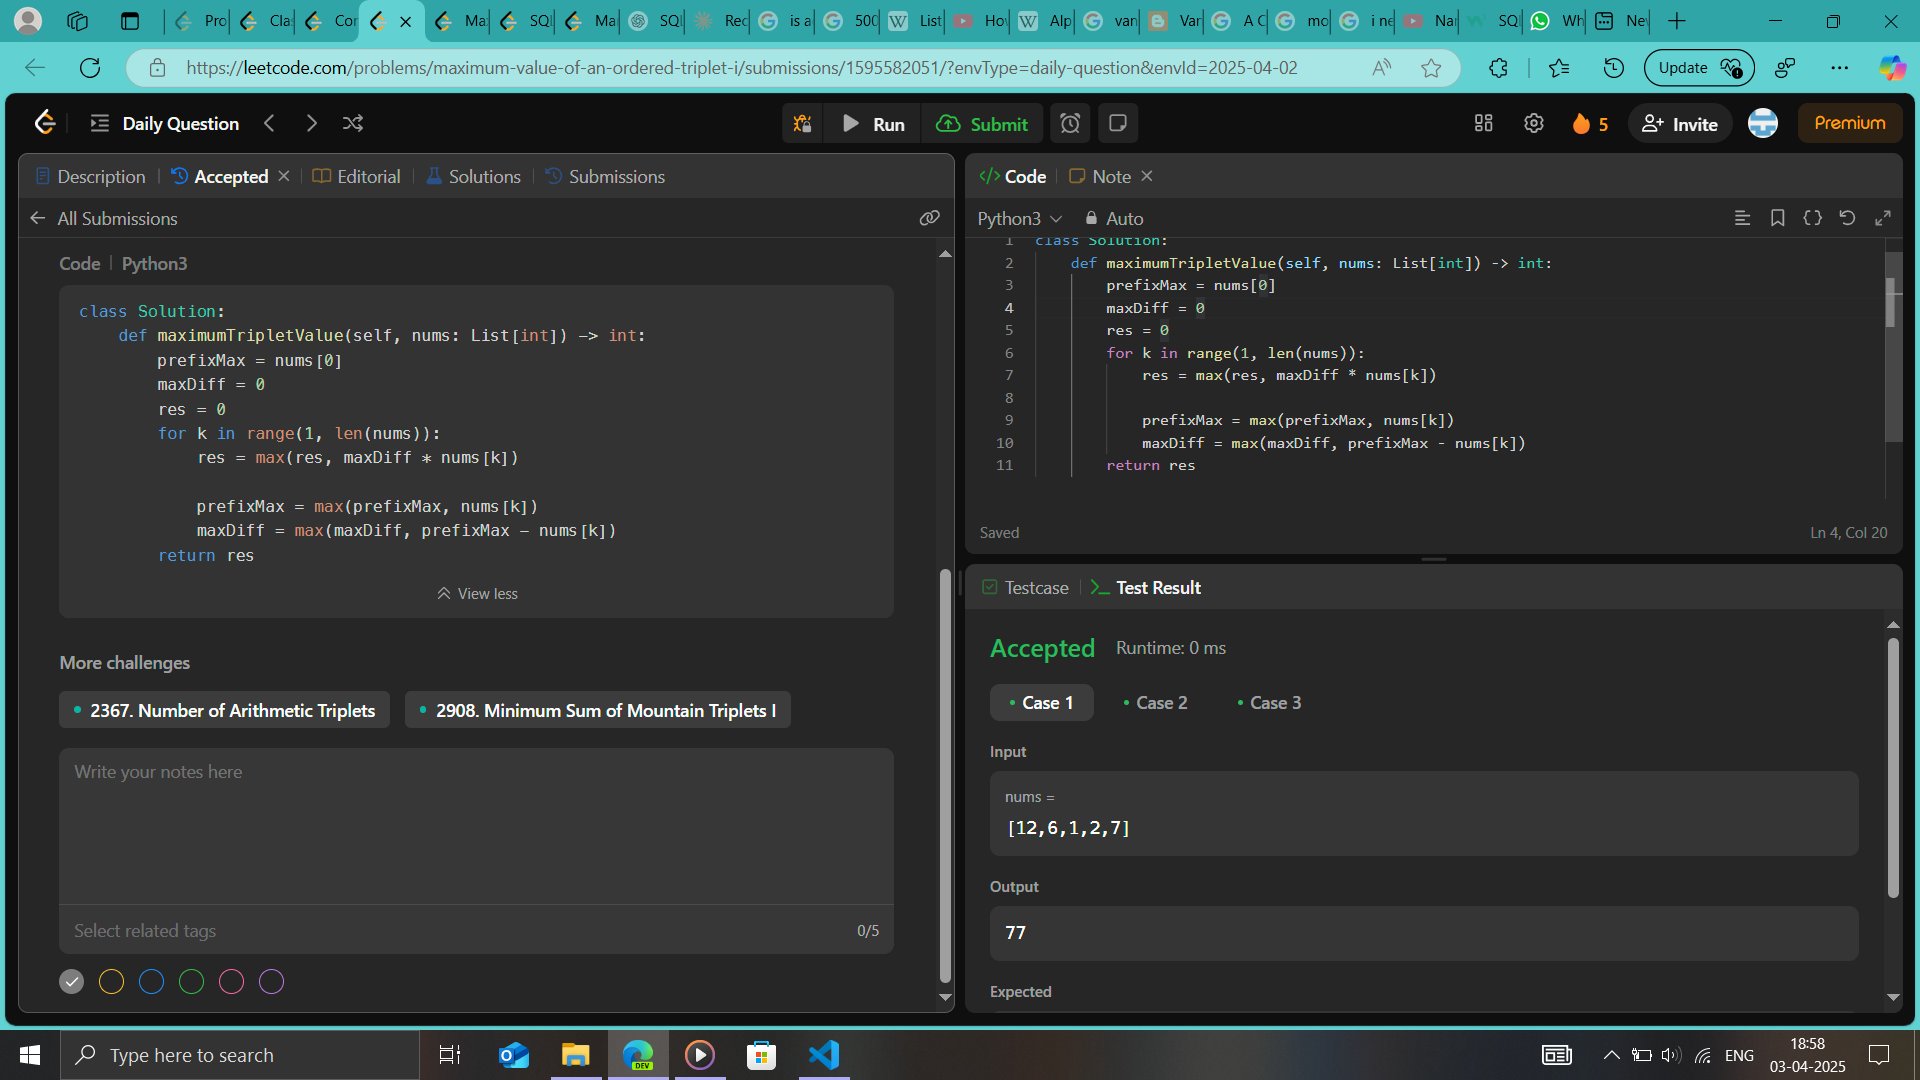 Pro
Cla
Cor
Ma
SQL
Ma
SQL
Rec
is a
500
List
Hov
Alp
van
Var
A C
mo
i ne
Nar
SQL
Wh
Nev
https://leetcode.com/problems/maximum-value-of-an-ordered-triplet-i/submissions/1595582051/?envType=daily-question&envId=2025-04-02
Update
Daily Question
Run
Submit
5
Invite
Premium
Description
Accepted
Editorial
Solutions
Submissions
All Submissions
Code | Python3
class Solution:
    def maximumTripletValue(self, nums: List[int]) -> int:
        prefixMax = nums[0]
        maxDiff = 0
        res = 0
        for k in range(1, len(nums)):
            res = max(res, maxDiff * nums[k])
            prefixMax = max(prefixMax, nums[k])
            maxDiff = max(maxDiff, prefixMax - nums[k])
        return res
View less
More challenges
2367. Number of Arithmetic Triplets
2908. Minimum Sum of Mountain Triplets I
Write your notes here
Select related tags
0/5
Code
Note
Python3
Auto
1 class Solution:
2     def maximumTripletValue(self, nums: List[int]) -> int:
3         prefixMax = nums[0]
4         maxDiff = 0
5         res = 0
6         for k in range(1, len(nums)):
7             res = max(res, maxDiff * nums[k])
8
9             prefixMax = max(prefixMax, nums[k])
10             maxDiff = max(maxDiff, prefixMax - nums[k])
11         return res
Saved
Ln 4, Col 20
Testcase
Test Result
Accepted
Runtime: 0 ms
Case 1
Case 2
Case 3
Input
nums =
[12,6,1,2,7]
Output
77
Expected
Type here to search
DEV
ENG
18:58
03-04-2025